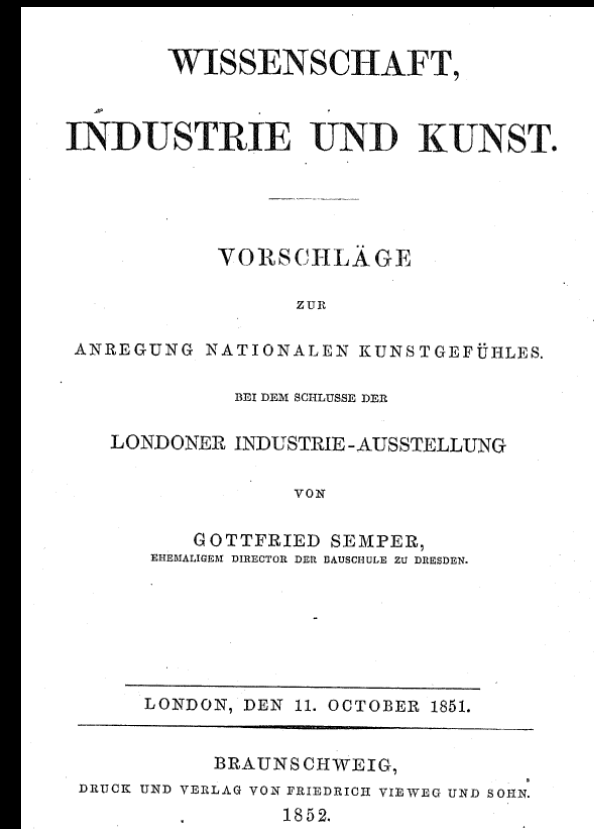 WISSENSCHAFT,
INDUSTRIE UND KUNST.
VORSCHLÄGE
ZUR
ANREGUNG NATIONALEN KUNSTGEFÜHLES.
BEI DEM SCHLUSSE DER
LONDONER INDUSTRIE-AUSSTELLUNG
VON
GOTTFRIED SEMPER,
EHEMALIGEM DIRECTOR DER BAUSCHULE ZU DRESDEN.
LONDON, DEN 11. OCTOBER 1851.
BRAUNSCHWEIG,
DRUCK UND VERLAG VON FRIEDRICH VIEWEG UND SOHN.
1852.